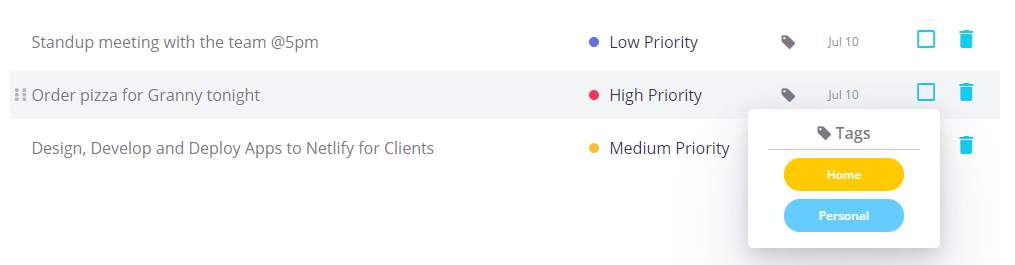 Standup meeting with the team @5pm Low Priority Jul 10
Order pizza for Granny tonight High Priority Jul 10
Design, Develop and Deploy Apps to Netlify for Clients Medium Priority
Tags
Home
Personal